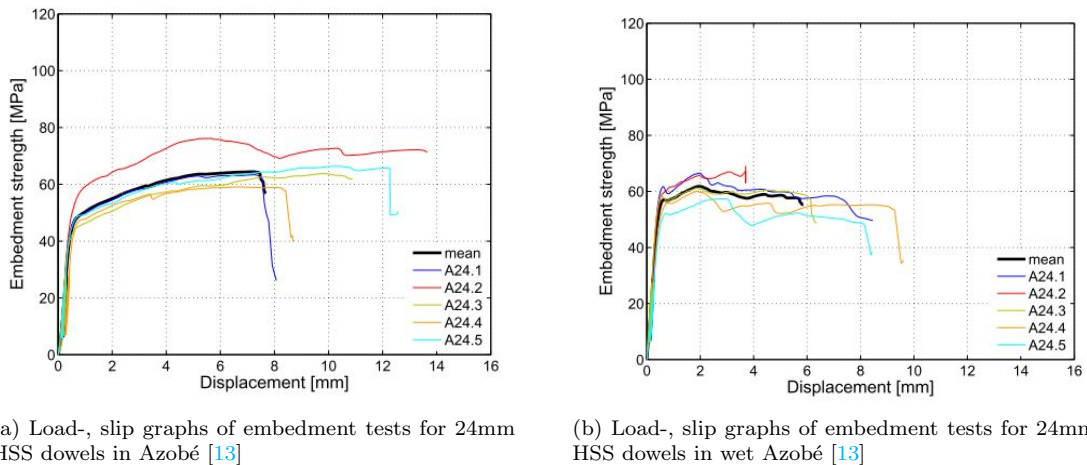 120
100
80
60
40
20
0
Embedment strength [MPa]
0 2 4 6 8 10 12 14 16
Displacement [mm]
mean
A24.1
A24.2
A24.3
A24.4
A24.5
120
100
80
60
40
20
0
Embedment strength [MPa]
0 2 4 6 8 10 12 14 16
Displacement [mm]
mean
A24.1
A24.2
A24.3
A24.4
A24.5
a) Load-, slip graphs of embedment tests for 24mm
HSS dowels in Azobé [13]
(b) Load-, slip graphs of embedment tests for 24mm
HSS dowels in wet Azobé [13]